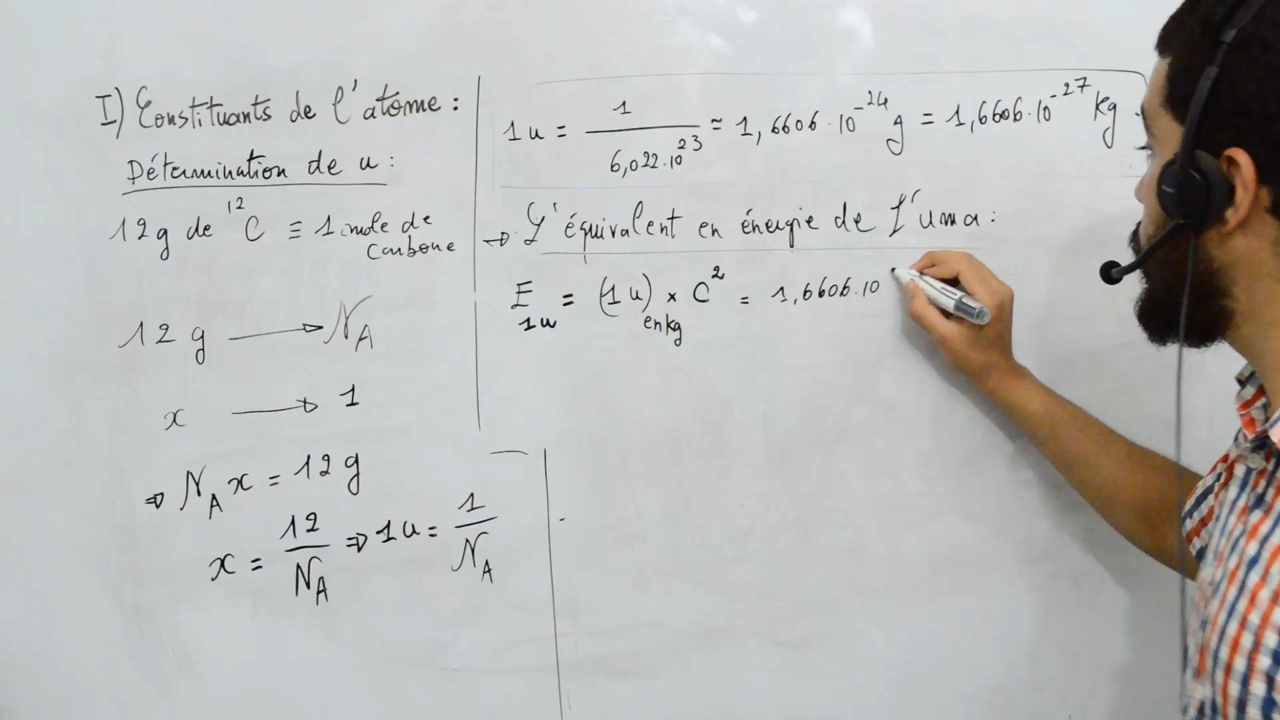 I) Constituants de l'atome :
Détermination de u :
12g de ¹²C ≡ 1 mole de
Carbone
12 g → N_A
x → 1
⇒ N_A x = 12 g
x = 12/N_A ⇒ 1u = 1/N_A
1u = 1/6,022.10²³ ≈ 1,6606.10⁻²⁴ g = 1,6606.10⁻²⁷ kg.
→ L'équivalent en énergie de l'uma :
E_1u = (1u)_en kg × C² = 1,6606.10